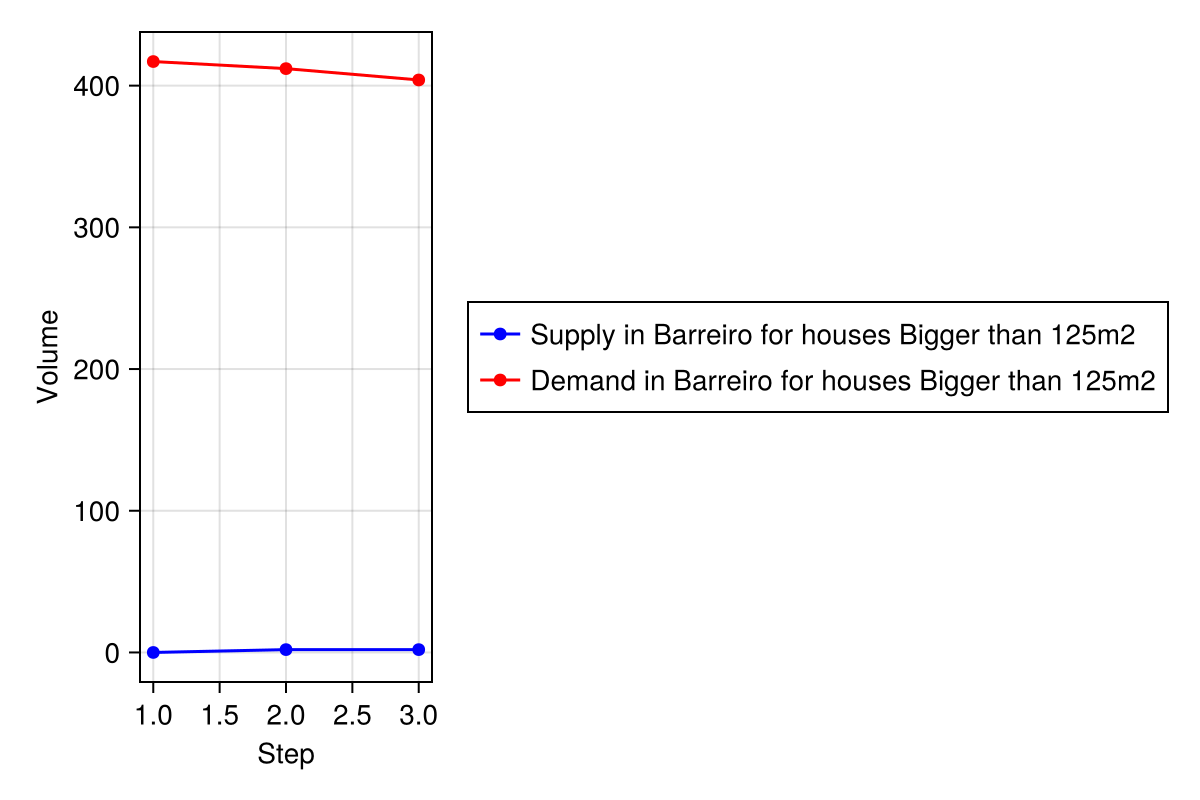 400
300
200
100
0
Volume
1.0 1.5 2.0 2.5 3.0
Step
Supply in Barreiro for houses Bigger than 125m2
Demand in Barreiro for houses Bigger than 125m2